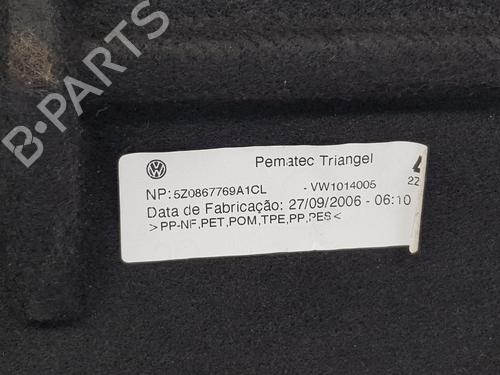 B-PARTS
Pematec Triangel
NP: 5Z0867769A1CL - VW1014005
Data de Fabricação: 27/09/2006 - 06:10
>PP-NF,PET,POM,TPE,PP,PES<